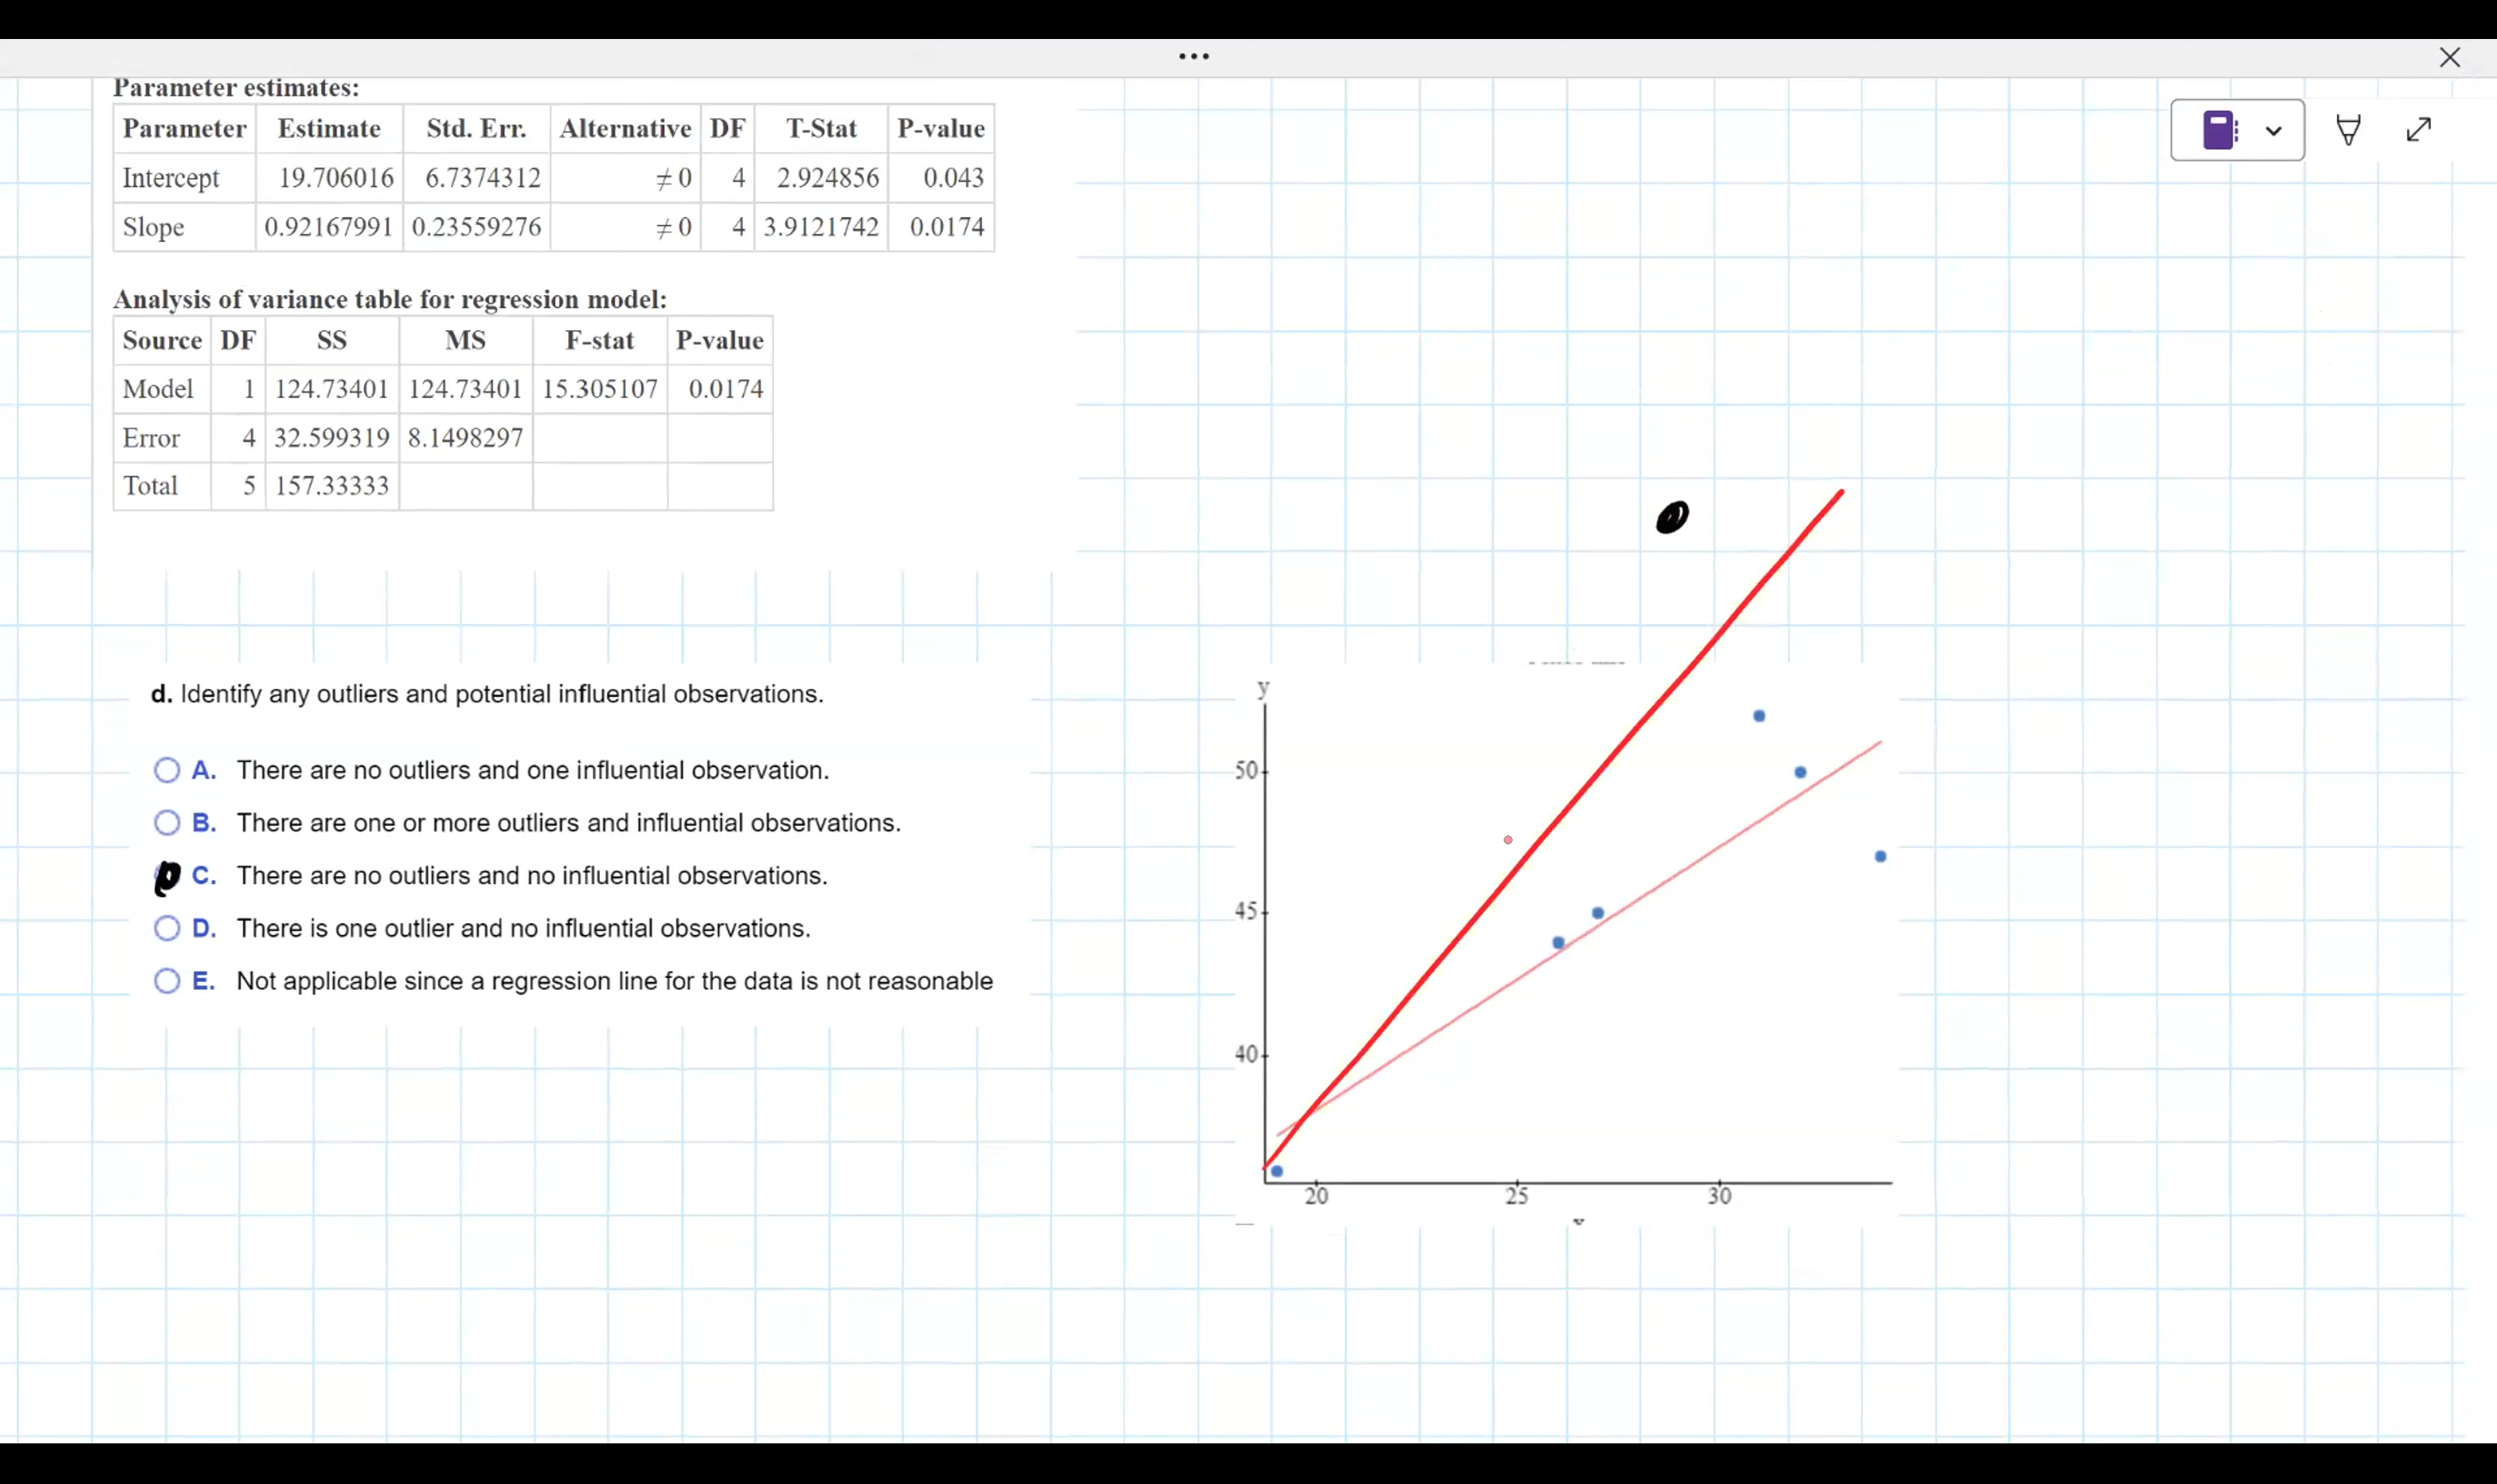 Parameter estimates:
Parameter Estimate Std. Err. Alternative DF T-Stat P-value
Intercept 19.706016 6.7374312 ≠ 0 4 2.924856 0.043
Slope 0.92167991 0.23559276 ≠ 0 4 3.9121742 0.0174
Analysis of variance table for regression model:
Source DF SS MS F-stat P-value
Model 1 124.73401 124.73401 15.305107 0.0174
Error 4 32.599319 8.1498297
Total 5 157.33333
d. Identify any outliers and potential influential observations.
A. There are no outliers and one influential observation.
B. There are one or more outliers and influential observations.
C. There are no outliers and no influential observations.
D. There is one outlier and no influential observations.
E. Not applicable since a regression line for the data is not reasonable
y
50
45
40
20 25 30